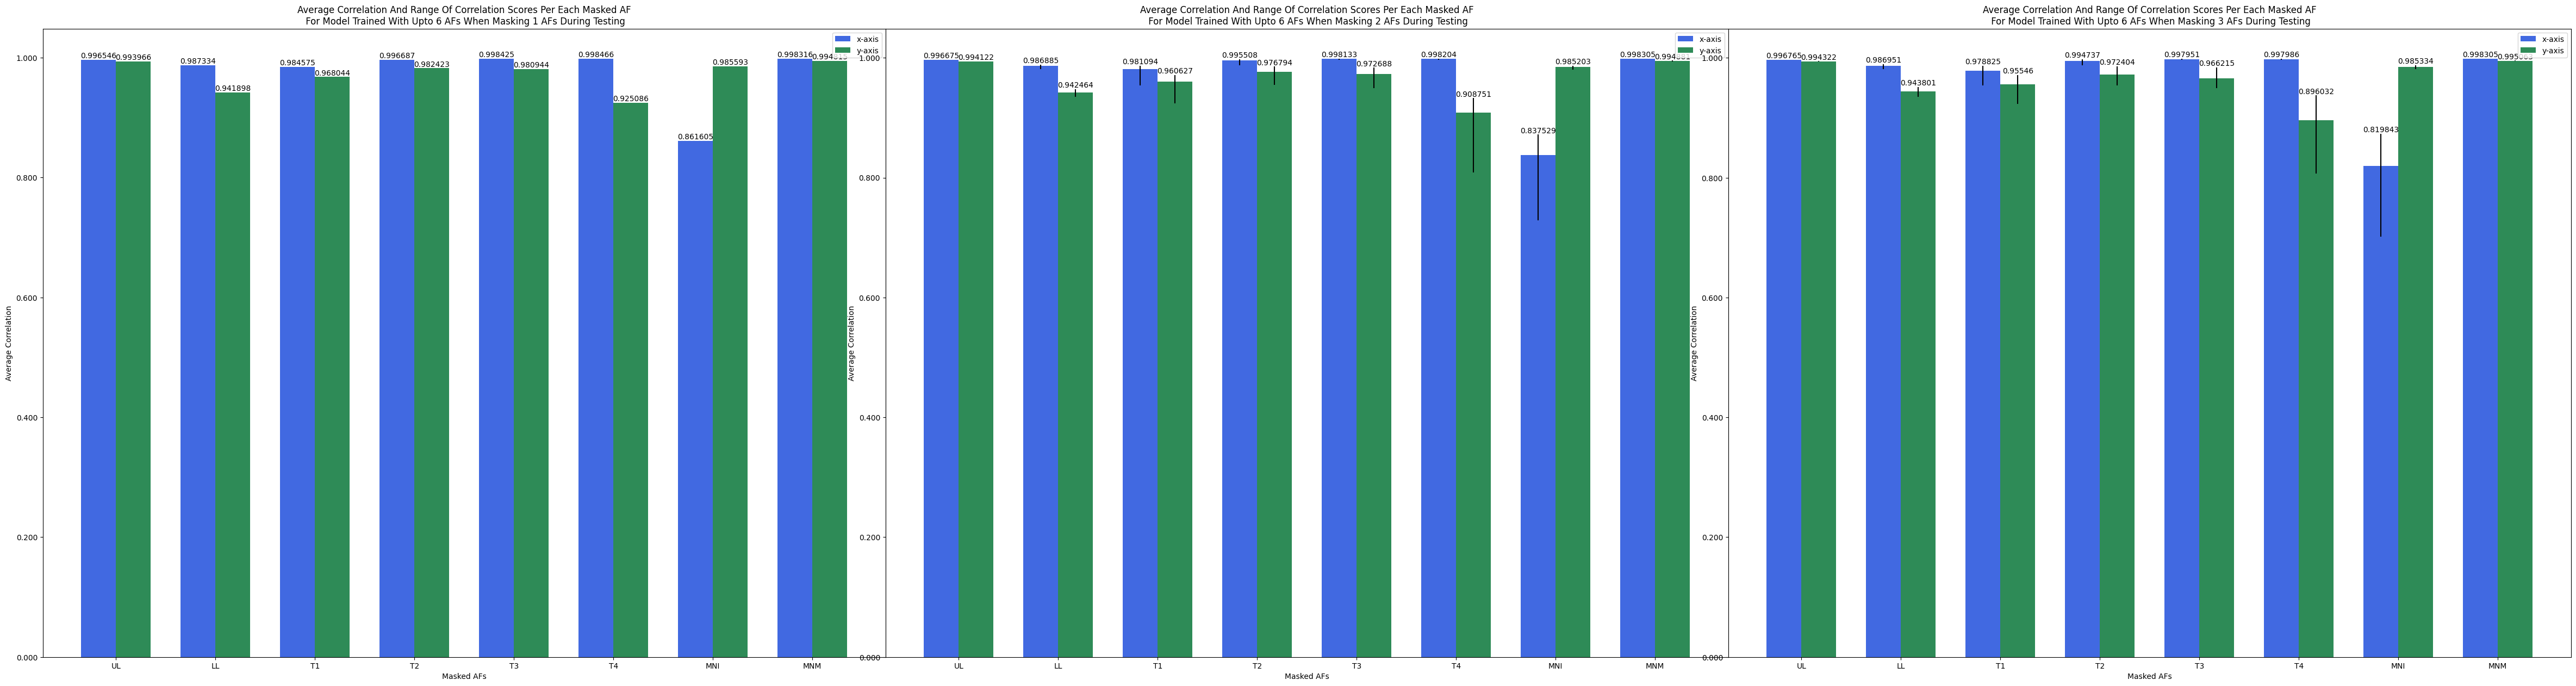 Average Correlation And Range Of Correlation Scores Per Each Masked AF
For Model Trained With Upto 6 AFs When Masking 1 AFs During Testing
x-axis
y-axis
1.000
0.800
0.600
0.400
0.200
0.000
Average Correlation
0.996546
0.993966
0.987334
0.941898
0.984575
0.968044
0.996687
0.982423
0.998425
0.980944
0.998466
0.925086
0.861605
0.985593
0.998316
UL
LL
T1
T2
T3
T4
MNI
MNM
Masked AFs
Average Correlation And Range Of Correlation Scores Per Each Masked AF
For Model Trained With Upto 6 AFs When Masking 2 AFs During Testing
x-axis
y-axis
1.000
0.800
0.600
0.400
0.200
0.000
Average Correlation
0.996675
0.994122
0.986885
0.942464
0.981094
0.960627
0.995508
0.976794
0.998133
0.972688
0.998204
0.908751
0.837529
0.985203
0.998305
UL
LL
T1
T2
T3
T4
MNI
MNM
Masked AFs
Average Correlation And Range Of Correlation Scores Per Each Masked AF
For Model Trained With Upto 6 AFs When Masking 3 AFs During Testing
x-axis
y-axis
1.000
0.800
0.600
0.400
0.200
0.000
Average Correlation
0.996765
0.994322
0.986951
0.943801
0.978825
0.95546
0.994737
0.972404
0.997951
0.966215
0.997986
0.896032
0.819843
0.985334
0.998305
UL
LL
T1
T2
T3
T4
MNI
MNM
Masked AFs